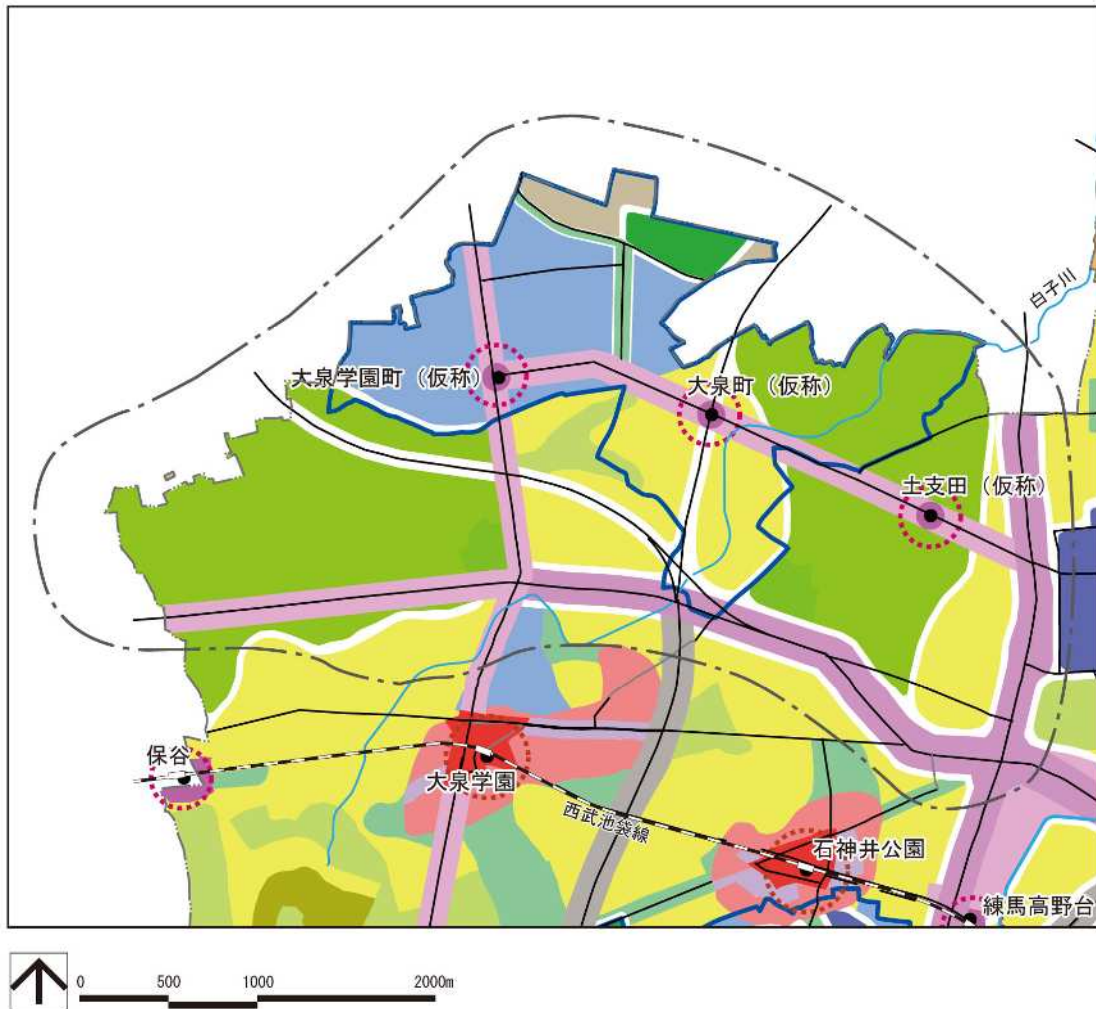 白子川
大泉学園町（仮称）
大泉町（仮称）
土支田（仮称）
保谷
大泉学園
西武池袋線
石神井公園
練馬高野台
0 500 1000 2000m